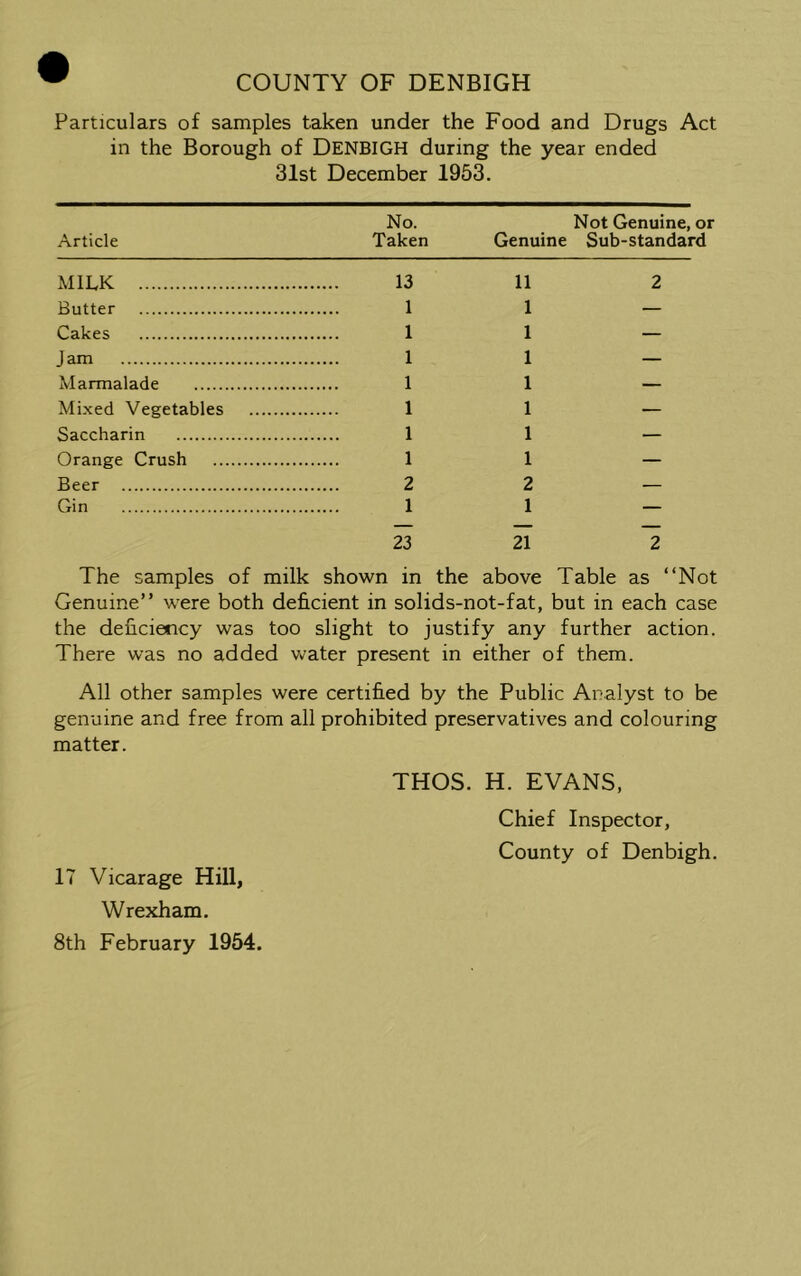 COUNTY OF DENBIGH
Particulars of samples taken under the Food and Drugs Act
in the Borough of DENBIGH during the year ended
31st December 1953.
No. Not Genuine, or
Article Taken Genuine Sub-standard
MILK .......... 13 11 2
Butter .......... 1 1 —
Cakes .......... 1 1 —
Jam .......... 1 1 —
Marmalade .......... 1 1 —
Mixed Vegetables .......... 1 1 —
Saccharin .......... 1 1 —
Orange Crush .......... 1 1 —
Beer .......... 2 2 —
Gin .......... 1 1 —
23 21 2
The samples of milk shown in the above Table as “Not
Genuine” were both deficient in solids-not-fat, but in each case
the deficiency was too slight to justify any further action.
There was no added water present in either of them.
All other samples were certified by the Public Analyst to be
genuine and free from all prohibited preservatives and colouring
matter.
THOS. H. EVANS,
Chief Inspector,
County of Denbigh.
17 Vicarage Hill,
Wrexham.
8th February 1954.